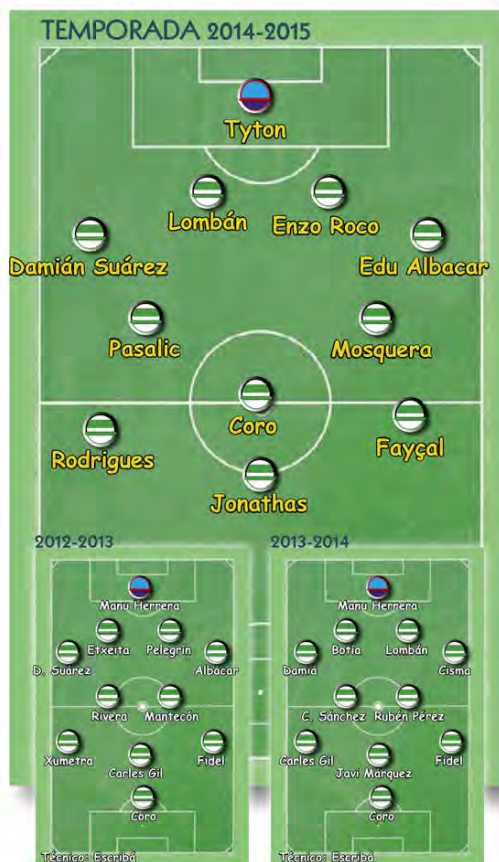 TEMPORADA 2014-2015
Tyton
Lombán
Enzo Roco
Damián Suárez
Edu Albacar
Pasalic
Mosquera
Coro
Fayçal
Rodrigues
Jonathas
2012-2013
Manu Herrera
Etxeita
Pelegrín
D. Suárez
Albácar
Rivera
Mantecón
Xumetra
Fidel
Carles Gil
Coro
Técnico: Escribá
2013-2014
Manu Herrera
Botía
Lombán
Damiá
Cisma
C. Sánchez
Rubén Pérez
Carles Gil
Fidel
Javi Márquez
Coro
Técnico: Escribá